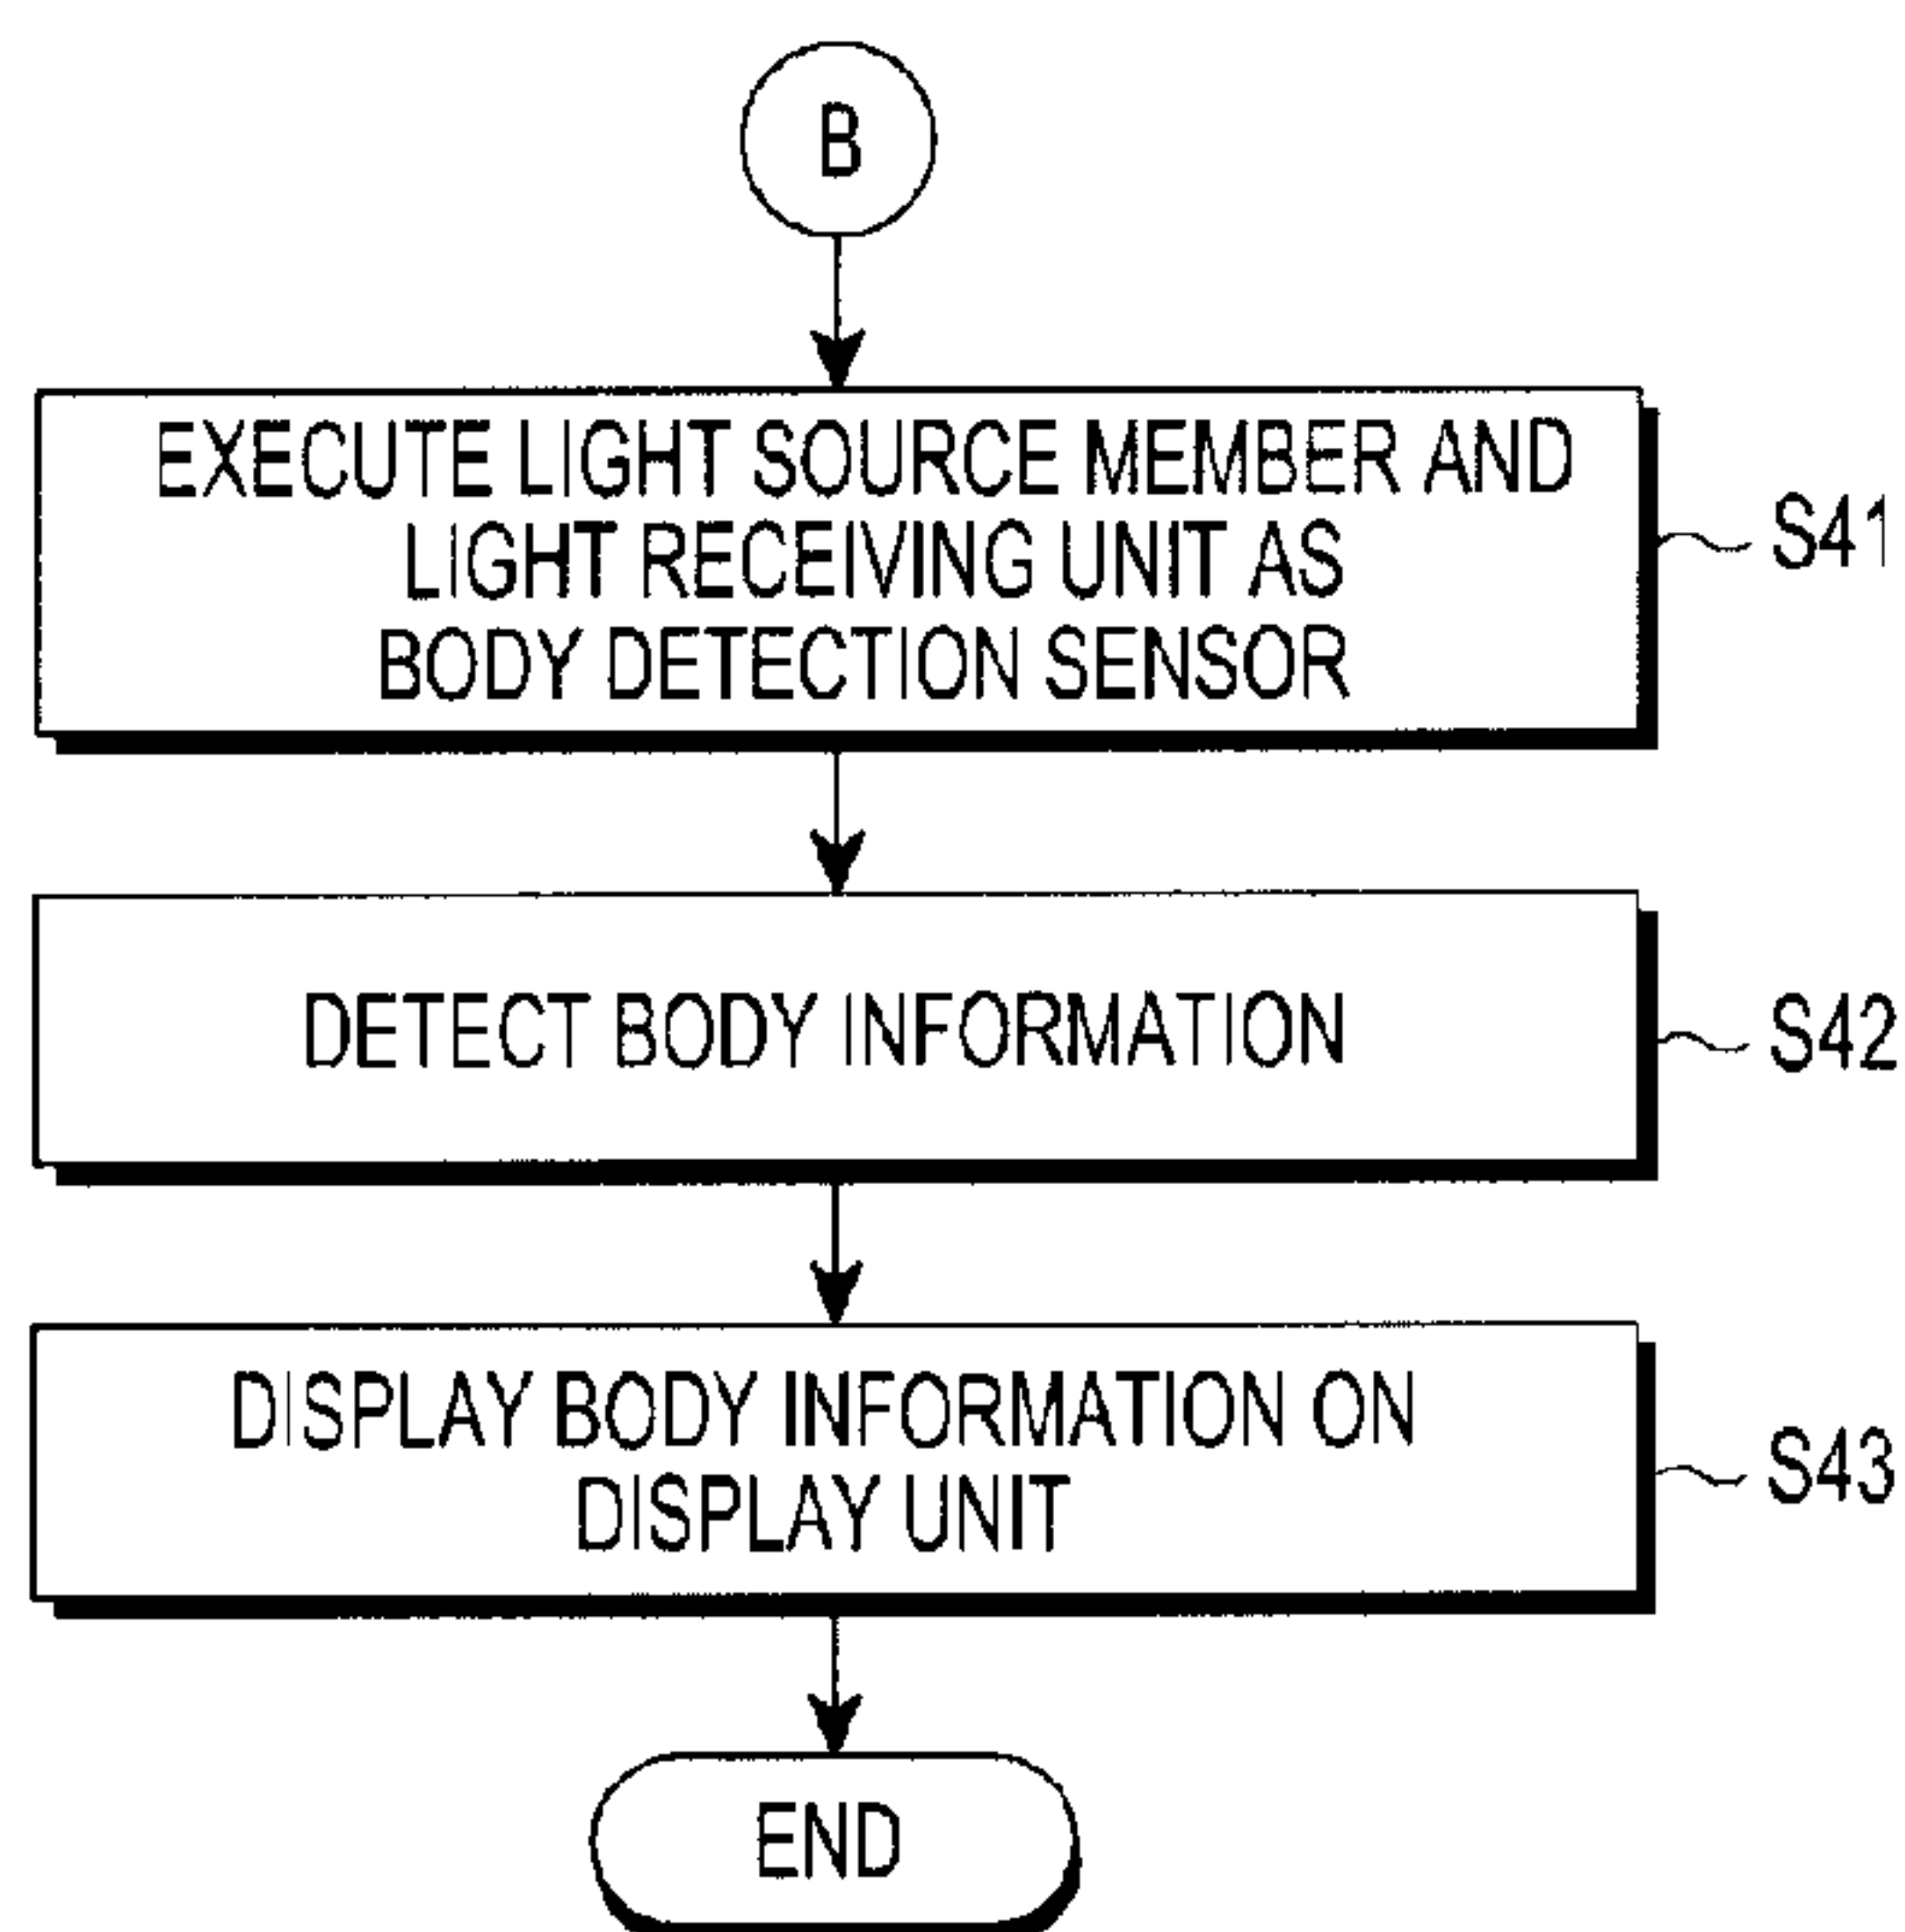 B
EXECUTE LIGHT SOURCE MEMBER AND
LIGHT RECEIVING UNIT AS
BODY DETECTION SENSOR
S41
DETECT BODY INFORMATION
S42
DISPLAY BODY INFORMATION ON
DISPLAY UNIT
S43
END